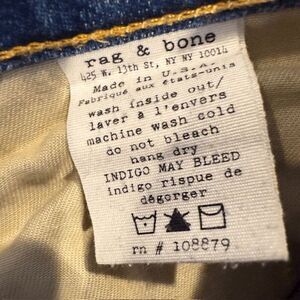 rag & bone
425 W. 13th St, NY NY 10014
Made in U.S.A.
Fabriqué aux états-unis
wash inside out/
laver à l'envers
machine wash cold
do not bleach
hang dry
INDIGO MAY BLEED
indigo rispue de
dégorger
rn # 108879